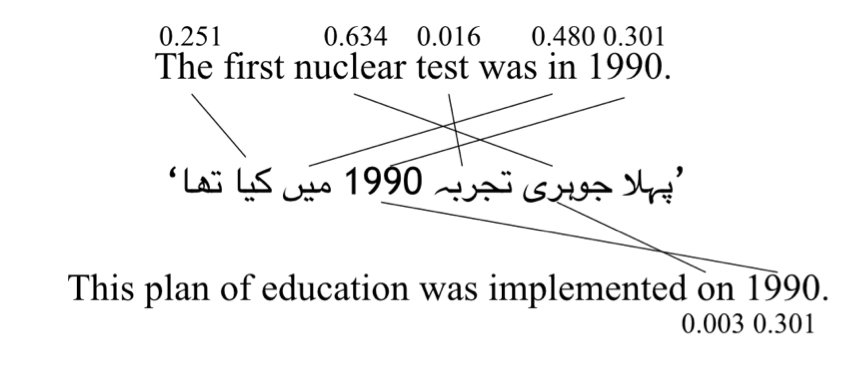 0.251 0.634 0.016 0.480 0.301
The first nuclear test was in 1990.
’پہلا جوہری تجربہ 1990 میں کیا تھا‘
This plan of education was implemented on 1990.
0.003 0.301